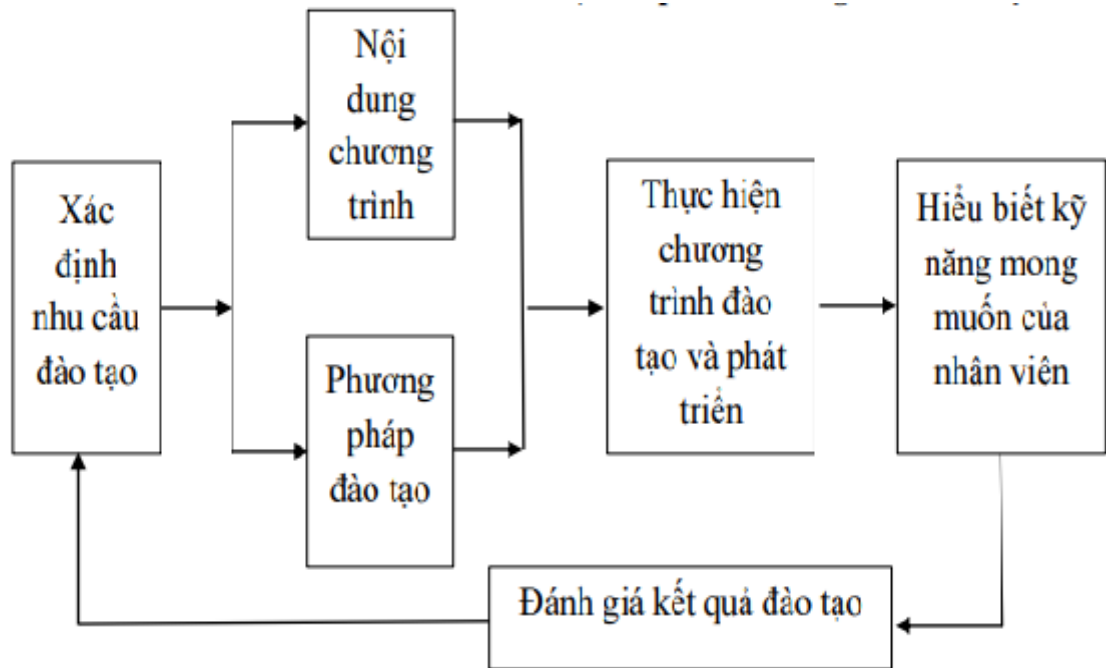 Nội
dung
chương
trình
Xác
định
nhu cầu
đào tạo
Phương
pháp
đào tạo
Thực hiện
chương
trình đào
tạo và phát
triển
Hiểu biết kỹ
năng mong
muốn của
nhân viên
Đánh giá kết quả đào tạo